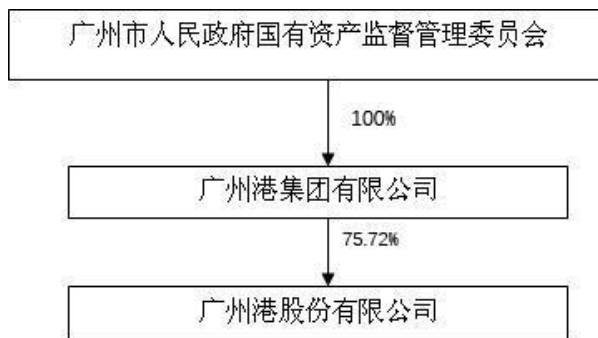 广州市人民政府国有资产监督管理委员会
100%
广州港集团有限公司
75.72%
广州港股份有限公司